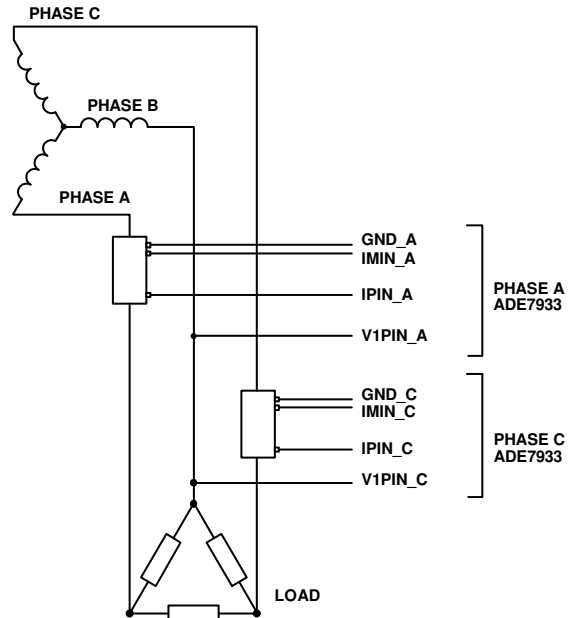 PHASE C
PHASE B
PHASE A
GND_A
IMIN_A
IPIN_A
V1PIN_A
PHASE A
ADE7933
GND_C
IMIN_C
IPIN_C
V1PIN_C
PHASE C
ADE7933
LOAD